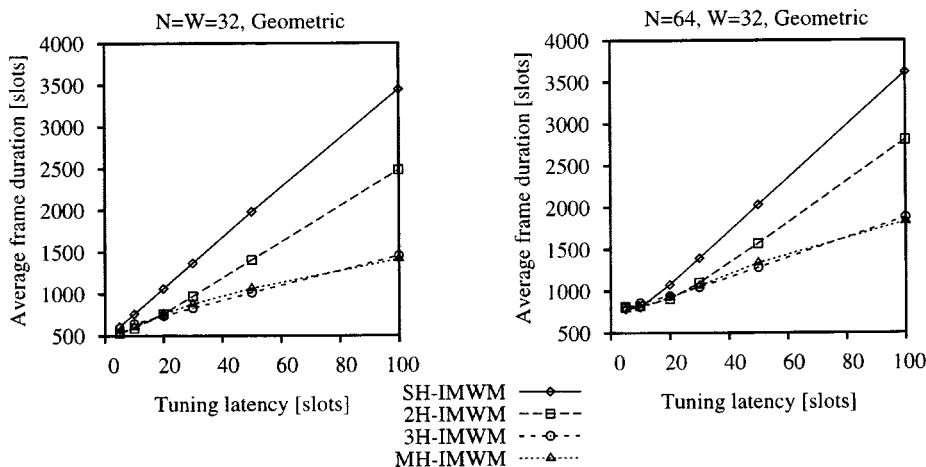 N=W=32, Geometric
Average frame duration [slots]
4000
3500
3000
2500
2000
1500
1000
500
0 20 40 60 80 100
Tuning latency [slots]
N=64, W=32, Geometric
Average frame duration [slots]
4000
3500
3000
2500
2000
1500
1000
500
0 20 40 60 80 100
Tuning latency [slots]
SH-IMWM
2H-IMWM
3H-IMWM
MH-IMWM